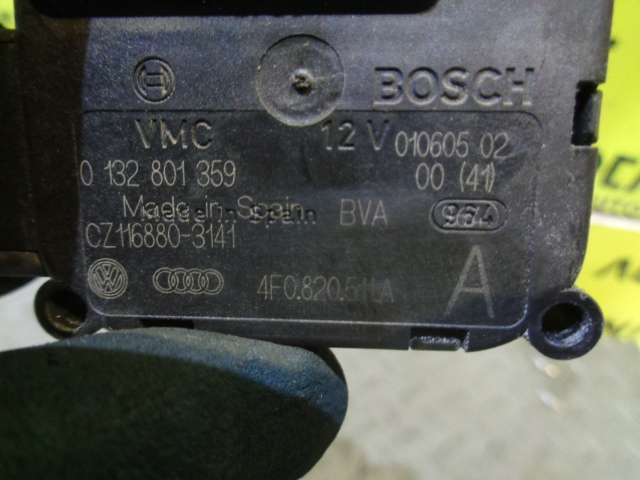 BOSCH
VMC 12 V 010605 02
0 132 801 359 00 (41)
Made in Spain BVA 964
CZ116880-3141
4F0.820.511.A A